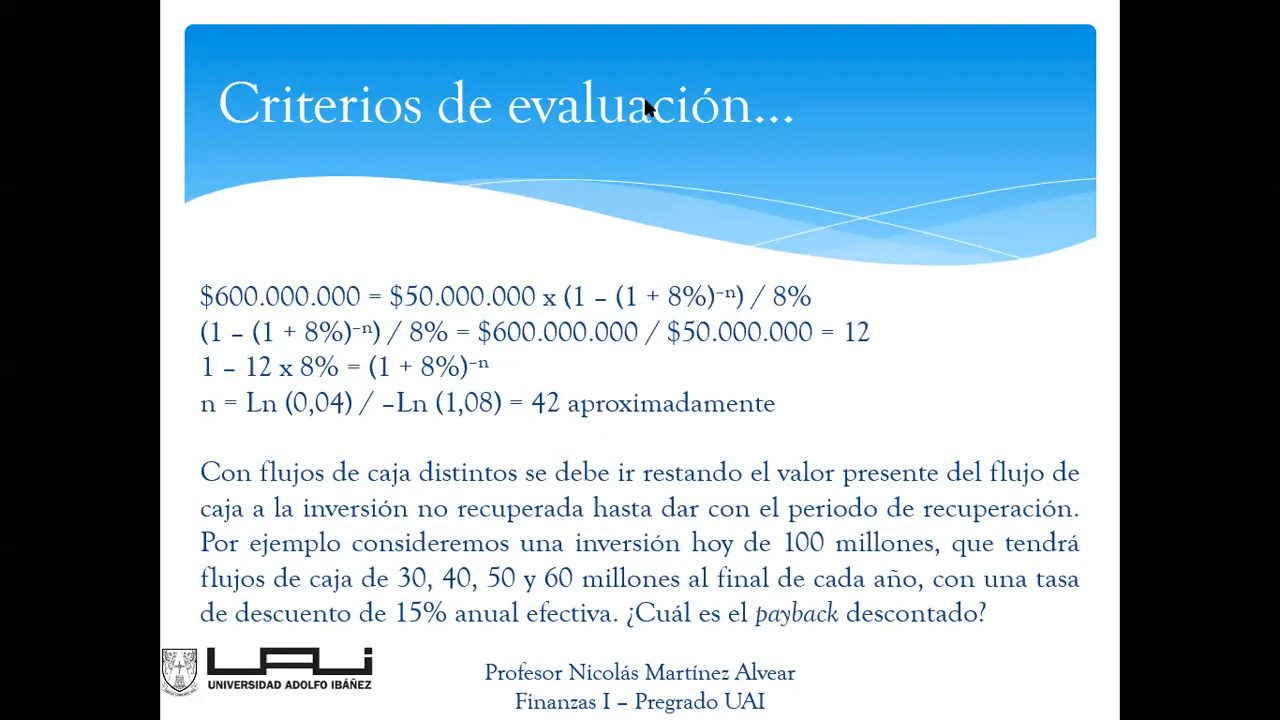 Criterios de evaluación...
$600.000.000 = $50.000.000 x (1 – (1 + 8%)⁻ⁿ) / 8%
(1 – (1 + 8%)⁻ⁿ) / 8% = $600.000.000 / $50.000.000 = 12
1 – 12 x 8% = (1 + 8%)⁻ⁿ
n = Ln (0,04) / –Ln (1,08) = 42 aproximadamente
Con flujos de caja distintos se debe ir restando el valor presente del flujo de
caja a la inversión no recuperada hasta dar con el periodo de recuperación.
Por ejemplo consideremos una inversión hoy de 100 millones, que tendrá
flujos de caja de 30, 40, 50 y 60 millones al final de cada año, con una tasa
de descuento de 15% anual efectiva. ¿Cuál es el payback descontado?
UAI
UNIVERSIDAD ADOLFO IBÁÑEZ
Profesor Nicolás Martínez Alvear
Finanzas I – Pregrado UAI